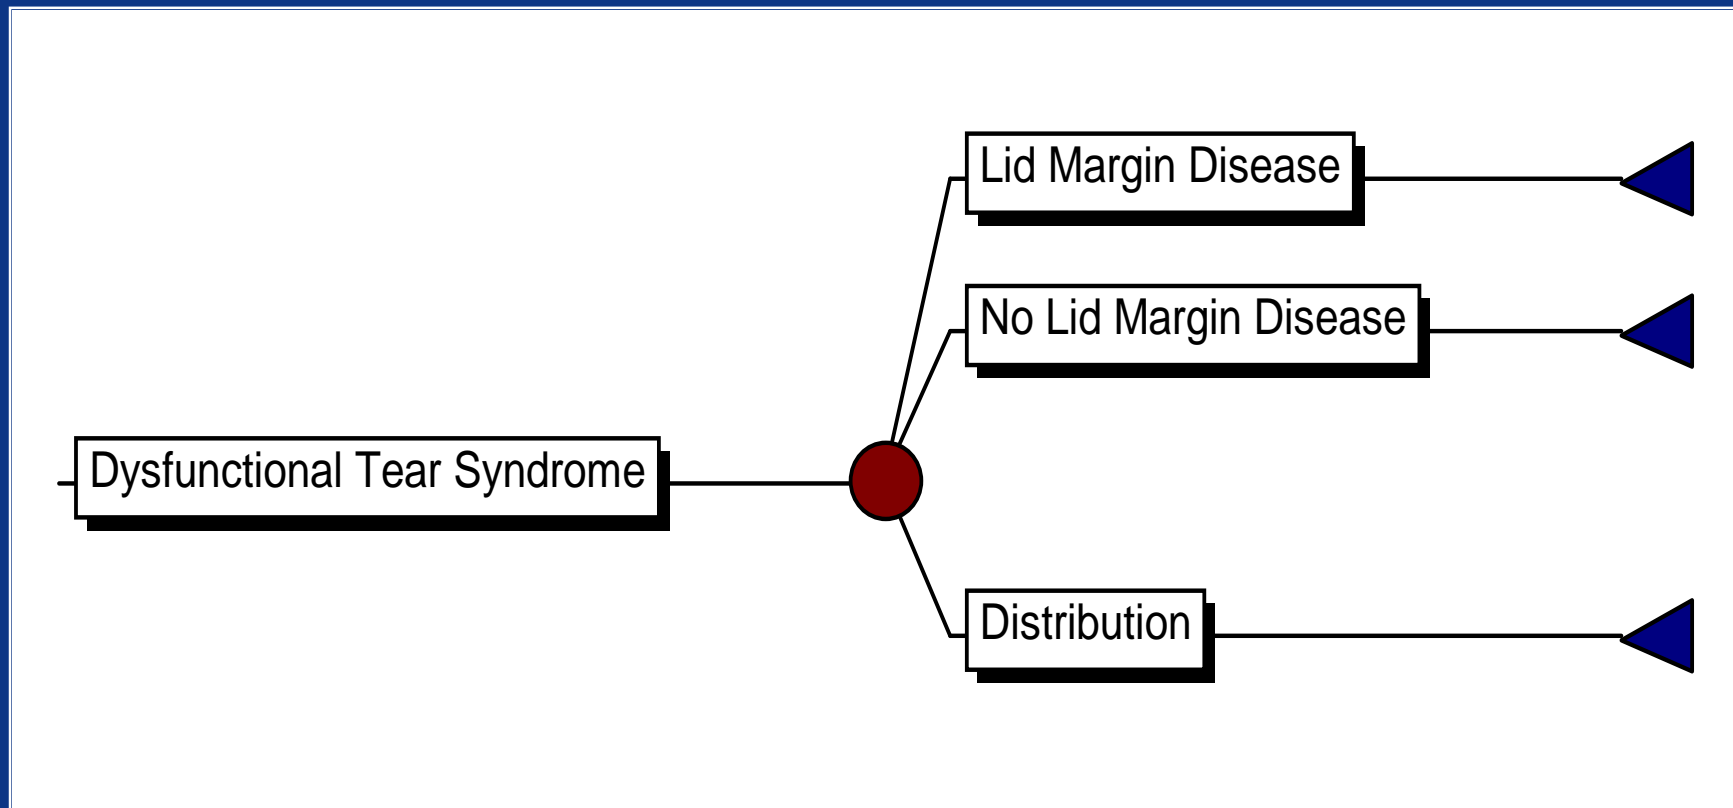 Lid Margin Disease
No Lid Margin Disease
Dysfunctional Tear Syndrome
Distribution